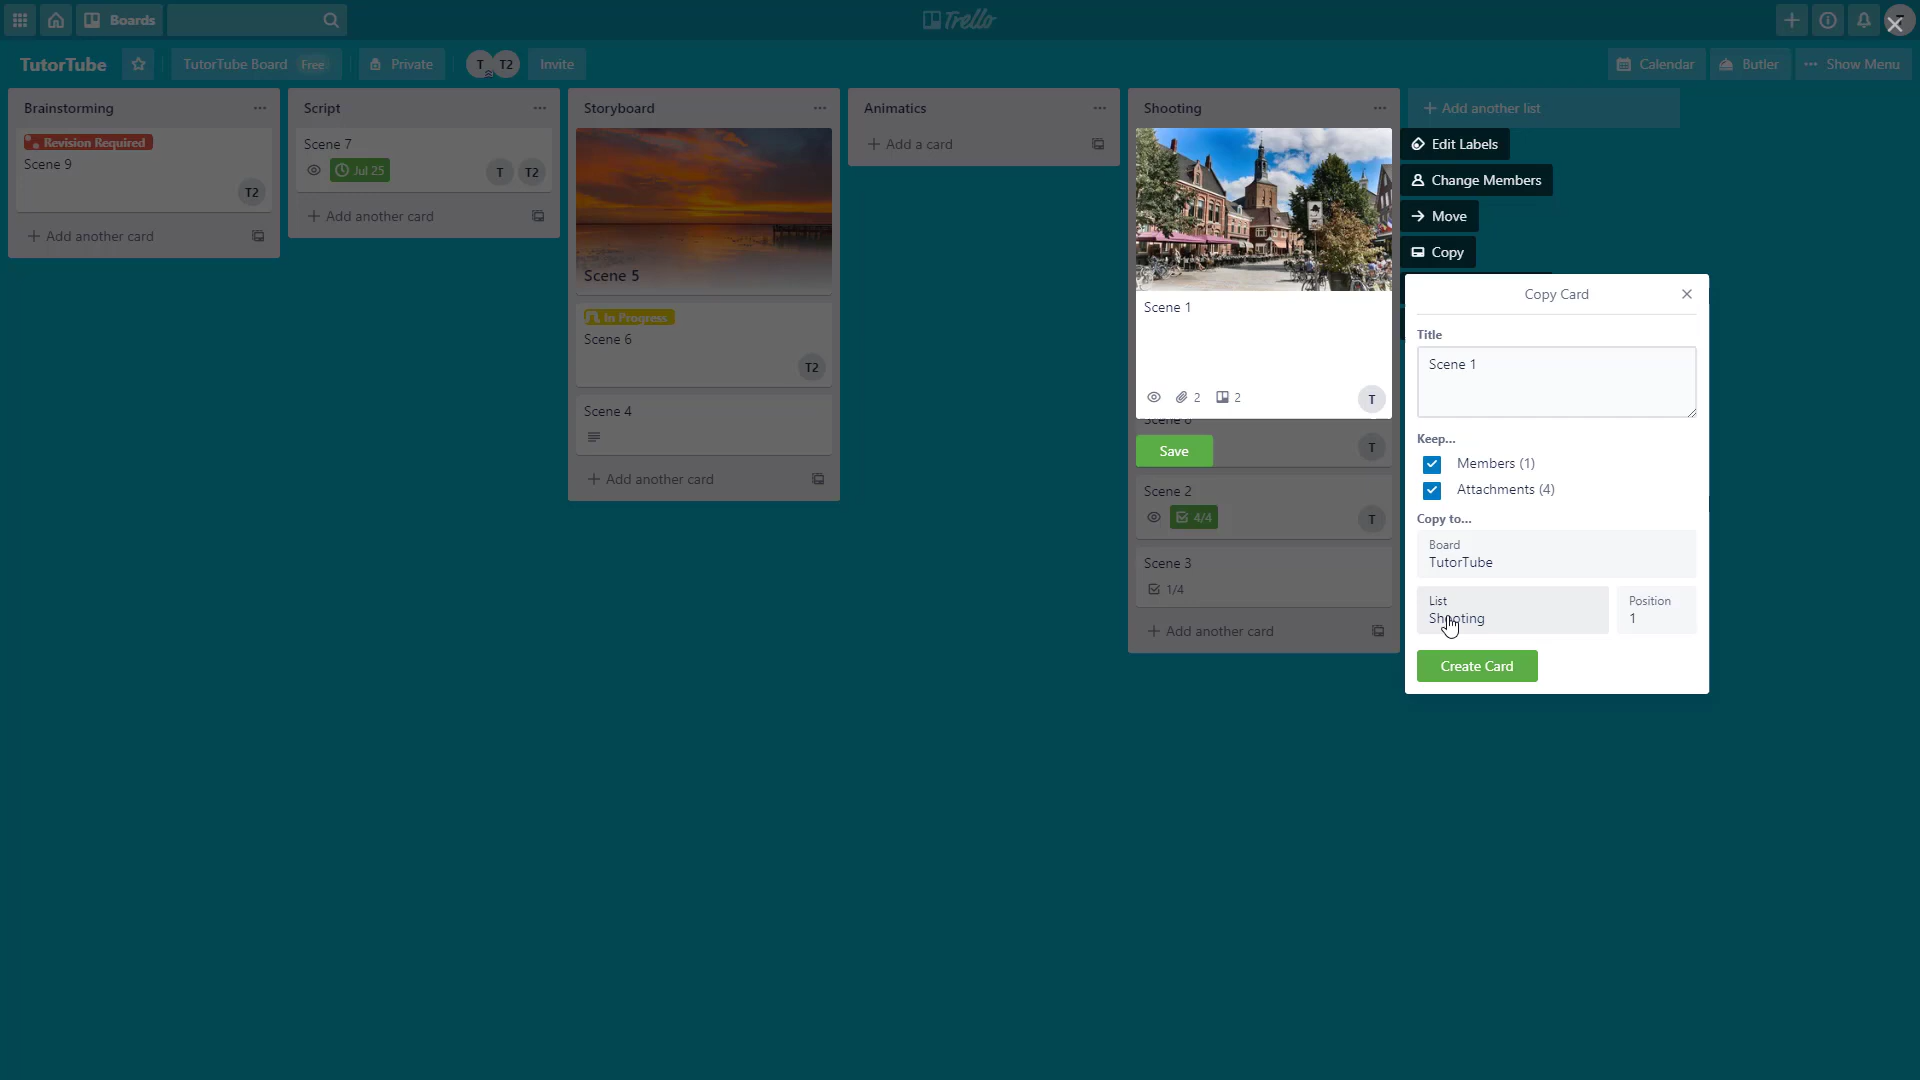 Boards
Trello
TutorTube
TutorTube Board Free
Private
T T2
Invite
Calendar
Butler
Show Menu
Brainstorming
Revision Required
Scene 9
T2
+ Add another card
Script
Scene 7
Jul 25
T T2
+ Add another card
Storyboard
Scene 5
In Progress
Scene 6
T2
Scene 4
+ Add another card
Animatics
+ Add a card
Shooting
Scene 1
2 2
T
Save
T
Scene 2
4/4
T
Scene 3
1/4
+ Add another card
+ Add another list
Edit Labels
Change Members
Move
Copy
Copy Card
Title
Scene 1
Keep...
Members (1)
Attachments (4)
Copy to...
Board
TutorTube
List
Shooting
Position
1
Create Card